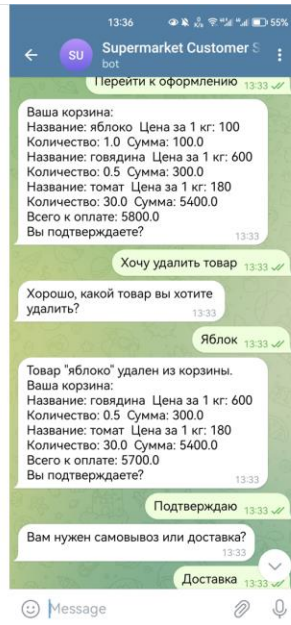 13:36
55%
SU
Supermarket Customer S
bot
Перейти к оформлению 13:33
Ваша корзина:
Название: яблоко Цена за 1 кг: 100
Количество: 1.0 Сумма: 100.0
Название: говядина Цена за 1 кг: 600
Количество: 0.5 Сумма: 300.0
Название: томат Цена за 1 кг: 180
Количество: 30.0 Сумма: 5400.0
Всего к оплате: 5800.0
Вы подтверждаете?
13:33
Хочу удалить товар 13:33
Хорошо, какой товар вы хотите
удалить?
13:33
Яблок 13:33
Товар "яблоко" удален из корзины.
Ваша корзина:
Название: говядина Цена за 1 кг: 600
Количество: 0.5 Сумма: 300.0
Название: томат Цена за 1 кг: 180
Количество: 30.0 Сумма: 5400.0
Всего к оплате: 5700.0
Вы подтверждаете?
13:33
Подтверждаю 13:33
Вам нужен самовывоз или доставка?
13:33
Доставка 13:33
Message